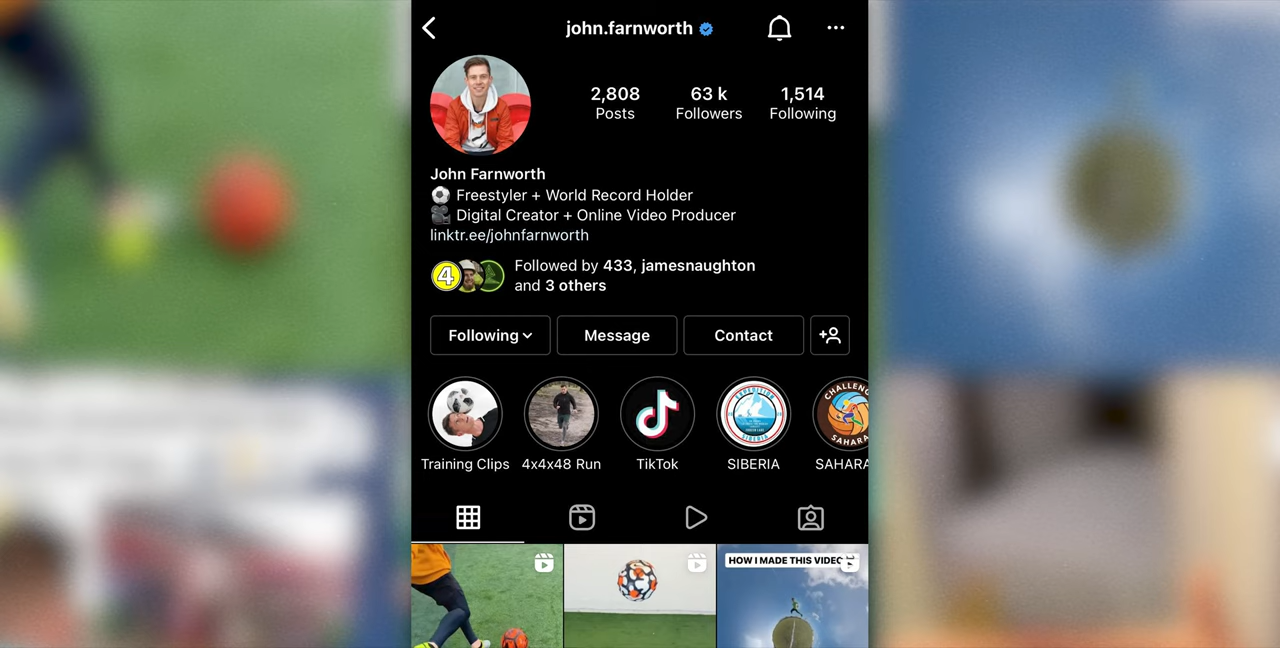 john.farnworth
2,808
63 k
1,514
Posts
Followers
Following
John Farnworth
Freestyler + World Record Holder
Digital Creator + Online Video Producer
linktr.ee/johnfarnworth
4
Followed by 433, jamesnaughton
and 3 others
Following
Message
Contact
CHALLENG
SAHARA
Training Clips
4x4x48 Run
TikTok
SIBERIA
SAHARA
HOW I MADE THIS VIDEO